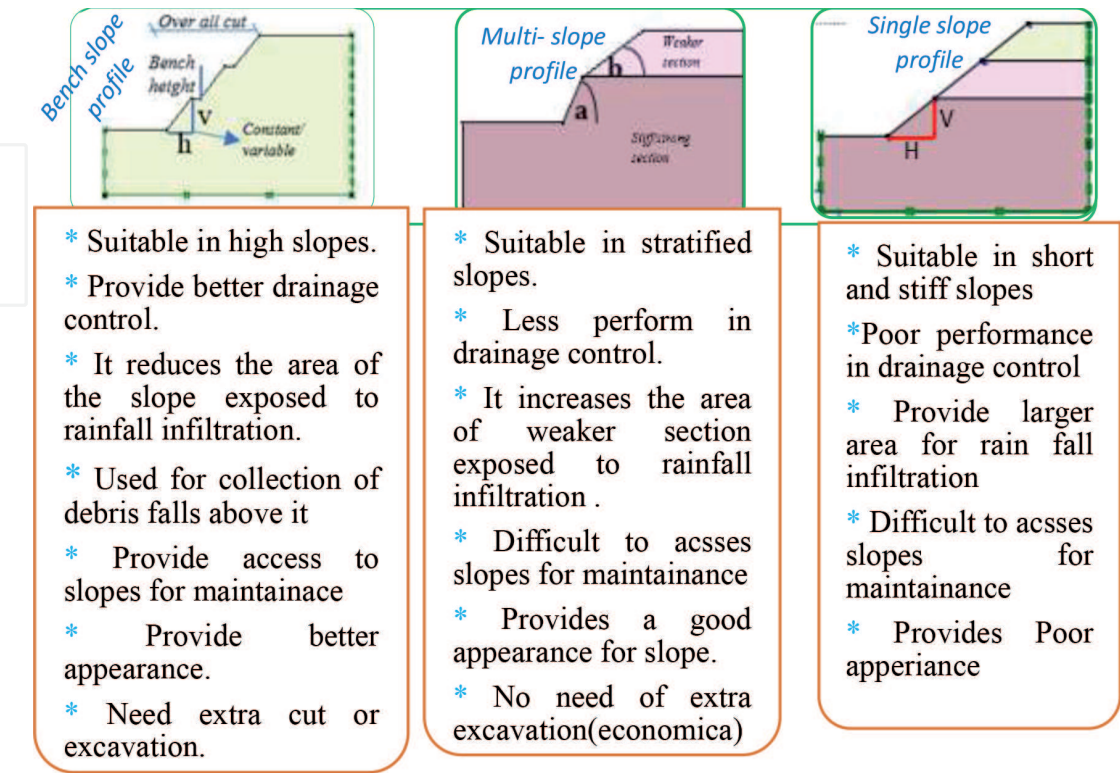 Bench slope
profile
Over all cut
Bench
height
v
h
Constant/
variable
* Suitable in high slopes.
* Provide better drainage
control.
* It reduces the area of
the slope exposed to
rainfall infiltration.
* Used for collection of
debris falls above it
* Provide access to
slopes for maintainace
* Provide better
appearance.
* Need extra cut or
excavation.
Multi- slope
profile
Weaker
section
b
a
Stiff/strong
section
* Suitable in stratified
slopes.
* Less perform in
drainage control.
* It increases the area
of weaker section
exposed to rainfall
infiltration .
* Difficult to acsses
slopes for maintainance
* Provides a good
appearance for slope.
* No need of extra
excavation(economica)
Single slope
profile
V
H
* Suitable in short
and stiff slopes
*Poor performance
in drainage control
* Provide larger
area for rain fall
infiltration
* Difficult to acsses
slopes for
maintainance
* Provides Poor
apperiance